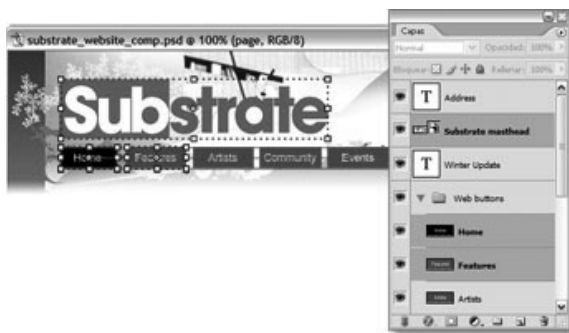 substrate_website_comp.psd @ 100% (page, RGB/8)
Substrate
Home Features Artists Community Events
Capas
Normal Opacidad: 100%
Bloquear: Rellenar: 100%
T Address
Substrate masthead
T Winter Update
Web buttons
Home
Features
Artists